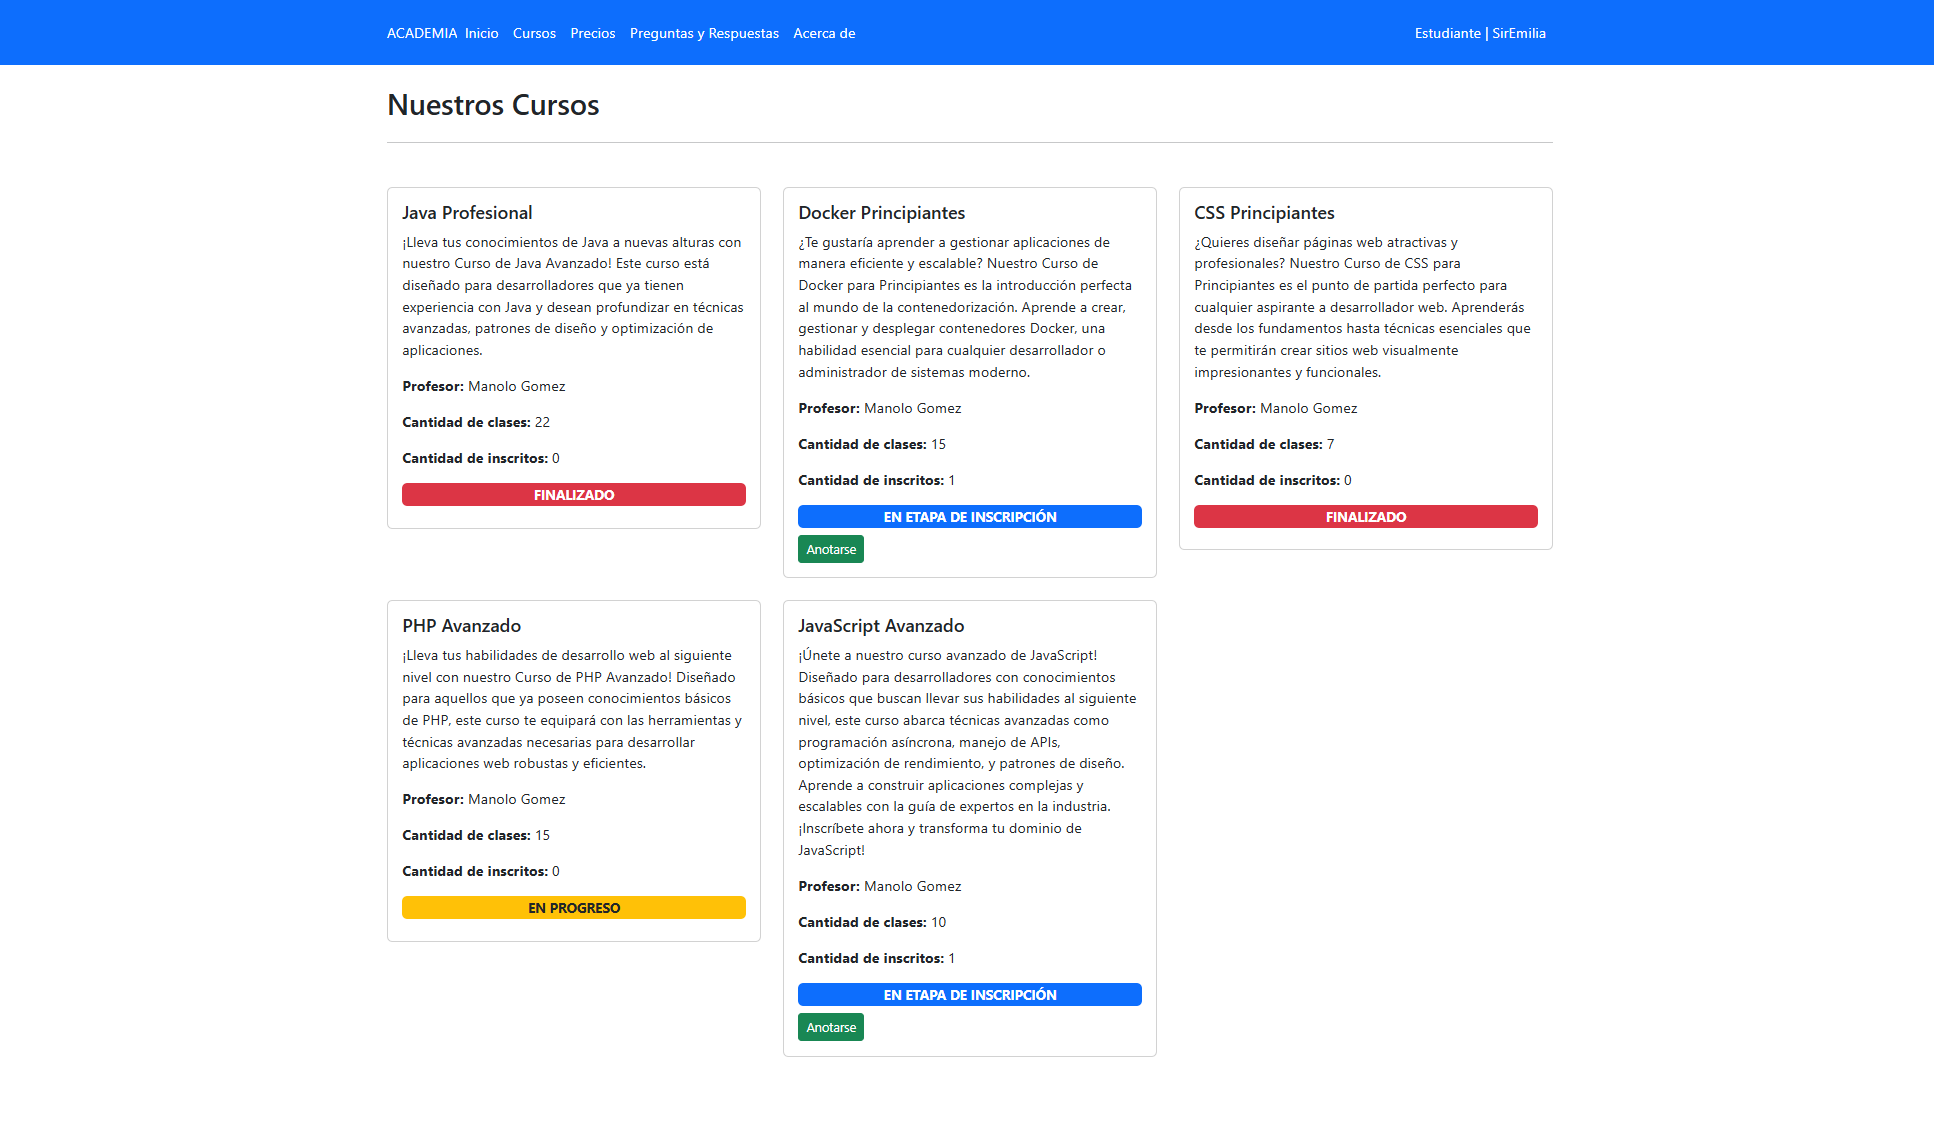 ACADEMIA Inicio Cursos Precios Preguntas y Respuestas Acerca de Estudiante | SirEmilia
Nuestros Cursos
Java Profesional
¡Lleva tus conocimientos de Java a nuevas alturas con
nuestro Curso de Java Avanzado! Este curso está
diseñado para desarrolladores que ya tienen
experiencia con Java y desean profundizar en técnicas
avanzadas, patrones de diseño y optimización de
aplicaciones.
Profesor: Manolo Gomez
Cantidad de clases: 22
Cantidad de inscritos: 0
FINALIZADO
Docker Principiantes
¿Te gustaría aprender a gestionar aplicaciones de
manera eficiente y escalable? Nuestro Curso de
Docker para Principiantes es la introducción perfecta
al mundo de la contenedorización. Aprende a crear,
gestionar y desplegar contenedores Docker, una
habilidad esencial para cualquier desarrollador o
administrador de sistemas moderno.
Profesor: Manolo Gomez
Cantidad de clases: 15
Cantidad de inscritos: 1
EN ETAPA DE INSCRIPCIÓN
Anotarse
CSS Principiantes
¿Quieres diseñar páginas web atractivas y
profesionales? Nuestro Curso de CSS para
Principiantes es el punto de partida perfecto para
cualquier aspirante a desarrollador web. Aprenderás
desde los fundamentos hasta técnicas esenciales que
te permitirán crear sitios web visualmente
impresionantes y funcionales.
Profesor: Manolo Gomez
Cantidad de clases: 7
Cantidad de inscritos: 0
FINALIZADO
PHP Avanzado
¡Lleva tus habilidades de desarrollo web al siguiente
nivel con nuestro Curso de PHP Avanzado! Diseñado
para aquellos que ya poseen conocimientos básicos
de PHP, este curso te equipará con las herramientas y
técnicas avanzadas necesarias para desarrollar
aplicaciones web robustas y eficientes.
Profesor: Manolo Gomez
Cantidad de clases: 15
Cantidad de inscritos: 0
EN PROGRESO
JavaScript Avanzado
¡Únete a nuestro curso avanzado de JavaScript!
Diseñado para desarrolladores con conocimientos
básicos que buscan llevar sus habilidades al siguiente
nivel, este curso abarca técnicas avanzadas como
programación asíncrona, manejo de APIs,
optimización de rendimiento, y patrones de diseño.
Aprende a construir aplicaciones complejas y
escalables con la guía de expertos en la industria.
¡Inscríbete ahora y transforma tu dominio de
JavaScript!
Profesor: Manolo Gomez
Cantidad de clases: 10
Cantidad de inscritos: 1
EN ETAPA DE INSCRIPCIÓN
Anotarse